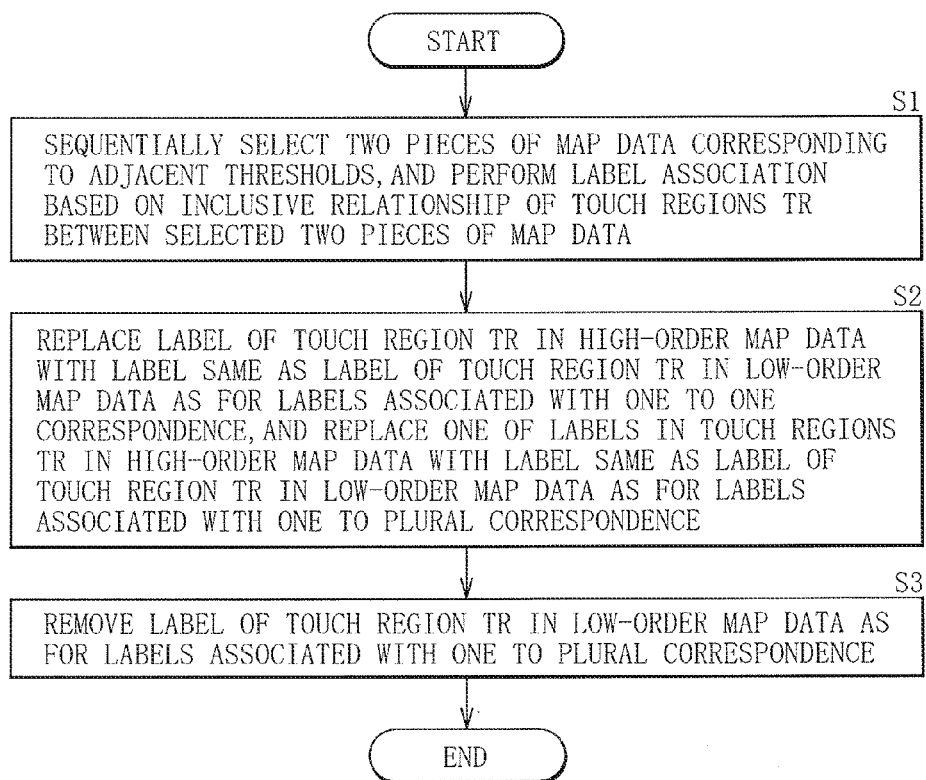 START
S1
SEQUENTIALLY SELECT TWO PIECES OF MAP DATA CORRESPONDING
TO ADJACENT THRESHOLDS, AND PERFORM LABEL ASSOCIATION
BASED ON INCLUSIVE RELATIONSHIP OF TOUCH REGIONS TR
BETWEEN SELECTED TWO PIECES OF MAP DATA
S2
REPLACE LABEL OF TOUCH REGION TR IN HIGH-ORDER MAP DATA
WITH LABEL SAME AS LABEL OF TOUCH REGION TR IN LOW-ORDER
MAP DATA AS FOR LABELS ASSOCIATED WITH ONE TO ONE
CORRESPONDENCE, AND REPLACE ONE OF LABELS IN TOUCH REGIONS
TR IN HIGH-ORDER MAP DATA WITH LABEL SAME AS LABEL OF
TOUCH REGION TR IN LOW-ORDER MAP DATA AS FOR LABELS
ASSOCIATED WITH ONE TO PLURAL CORRESPONDENCE
S3
REMOVE LABEL OF TOUCH REGION TR IN LOW-ORDER MAP DATA AS
FOR LABELS ASSOCIATED WITH ONE TO PLURAL CORRESPONDENCE
END